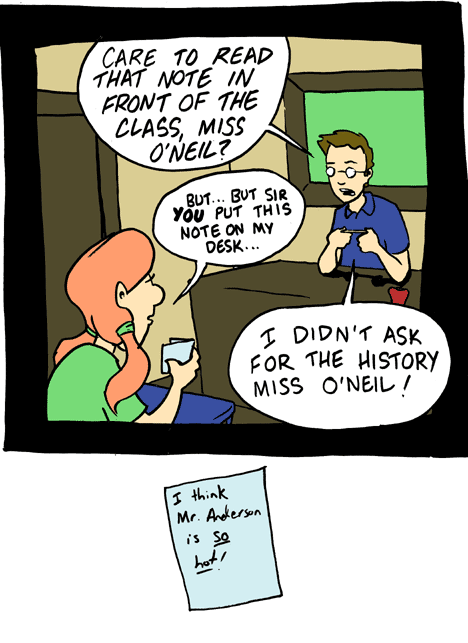 CARE TO READ
THAT NOTE IN
FRONT OF THE
CLASS, MISS
O'NEIL?
BUT... BUT SIR
YOU PUT THIS
NOTE ON MY
DESK...
I DIDN'T ASK
FOR THE HISTORY
MISS O'NEIL!
I think
Mr. Anderson
is so
hot!